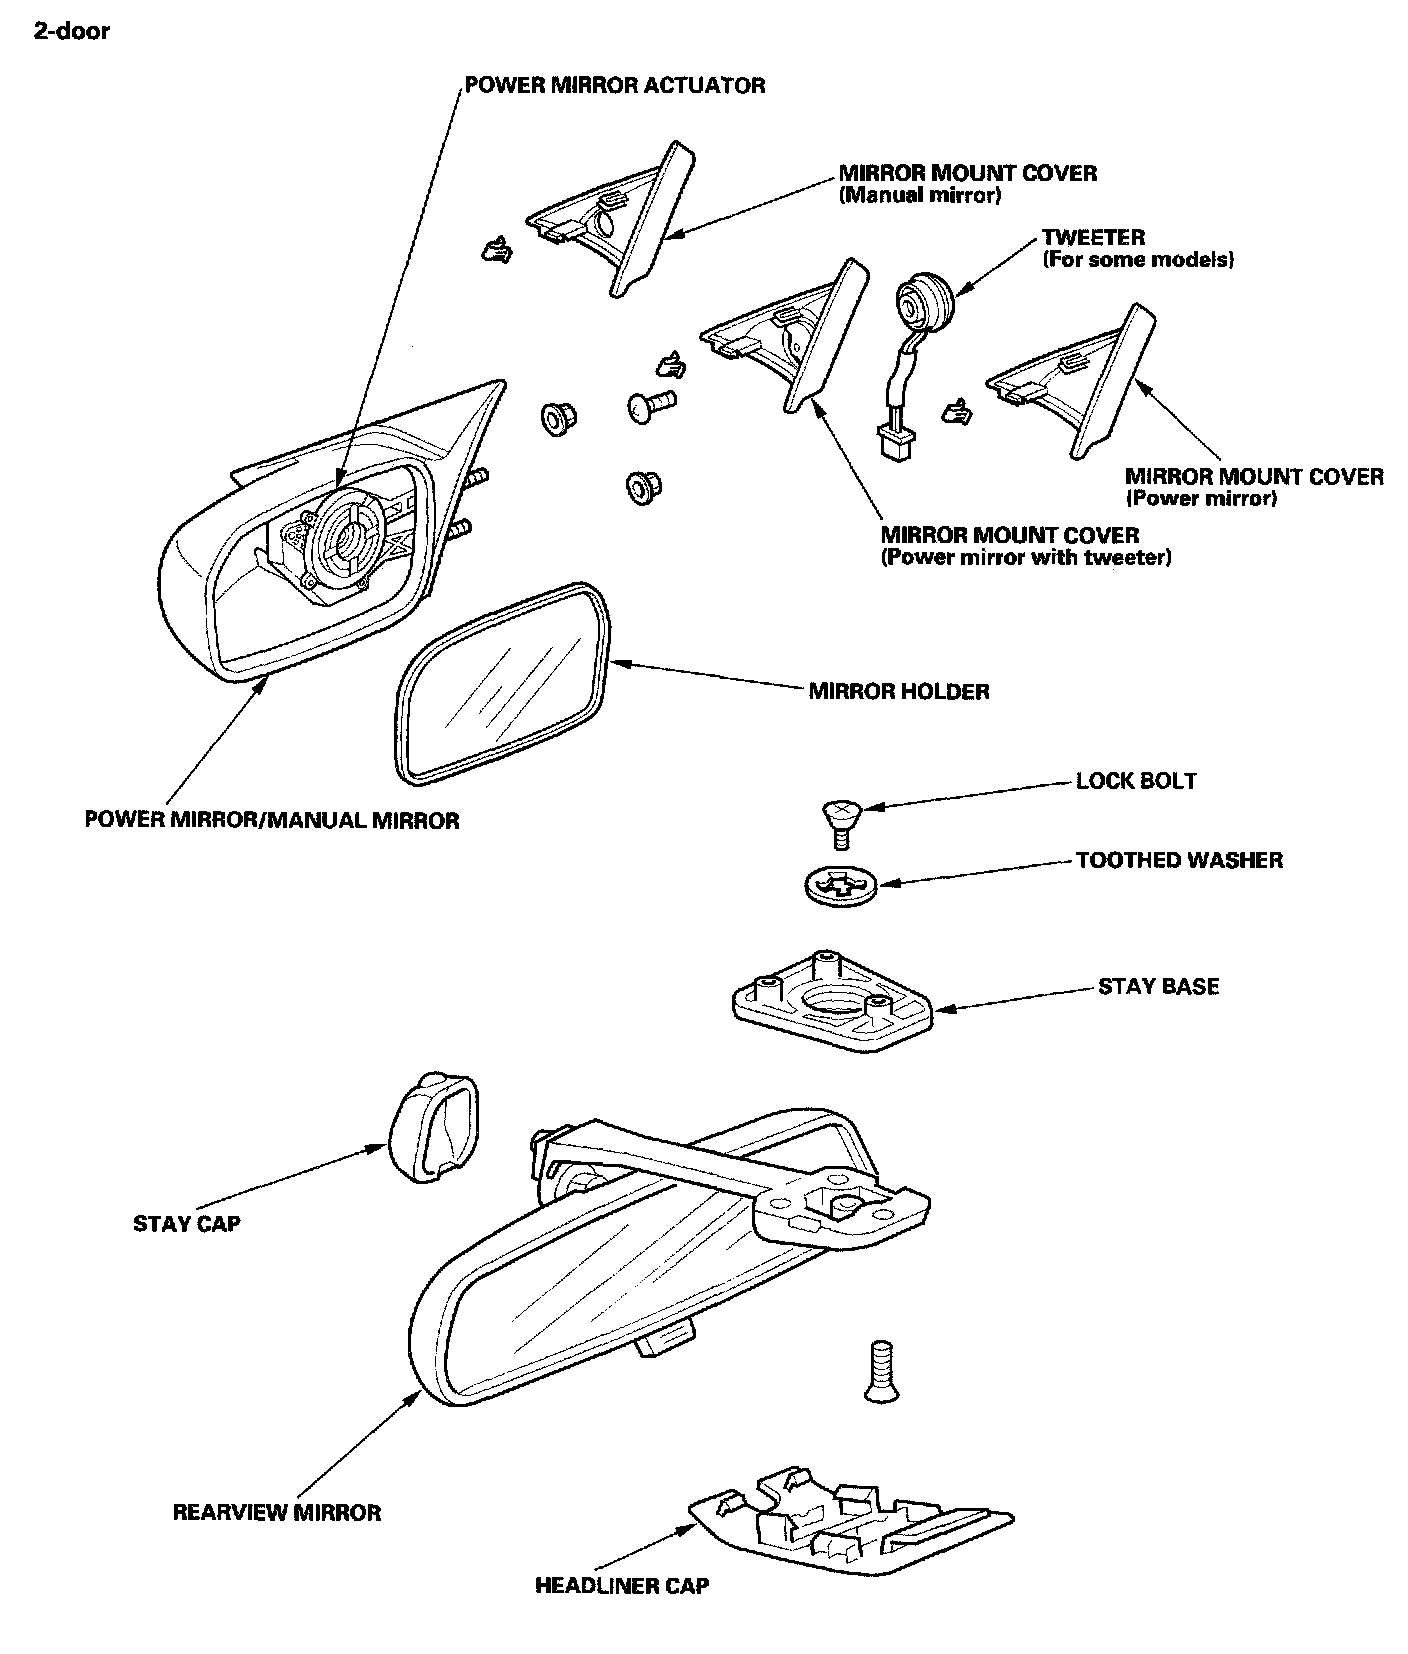 2-door
POWER MIRROR ACTUATOR
MIRROR MOUNT COVER
(Manual mirror)
TWEETER
(For some models)
MIRROR MOUNT COVER
(Power mirror)
MIRROR MOUNT COVER
(Power mirror with tweeter)
MIRROR HOLDER
POWER MIRROR/MANUAL MIRROR
LOCK BOLT
TOOTHED WASHER
STAY BASE
STAY CAP
REARVIEW MIRROR
HEADLINER CAP